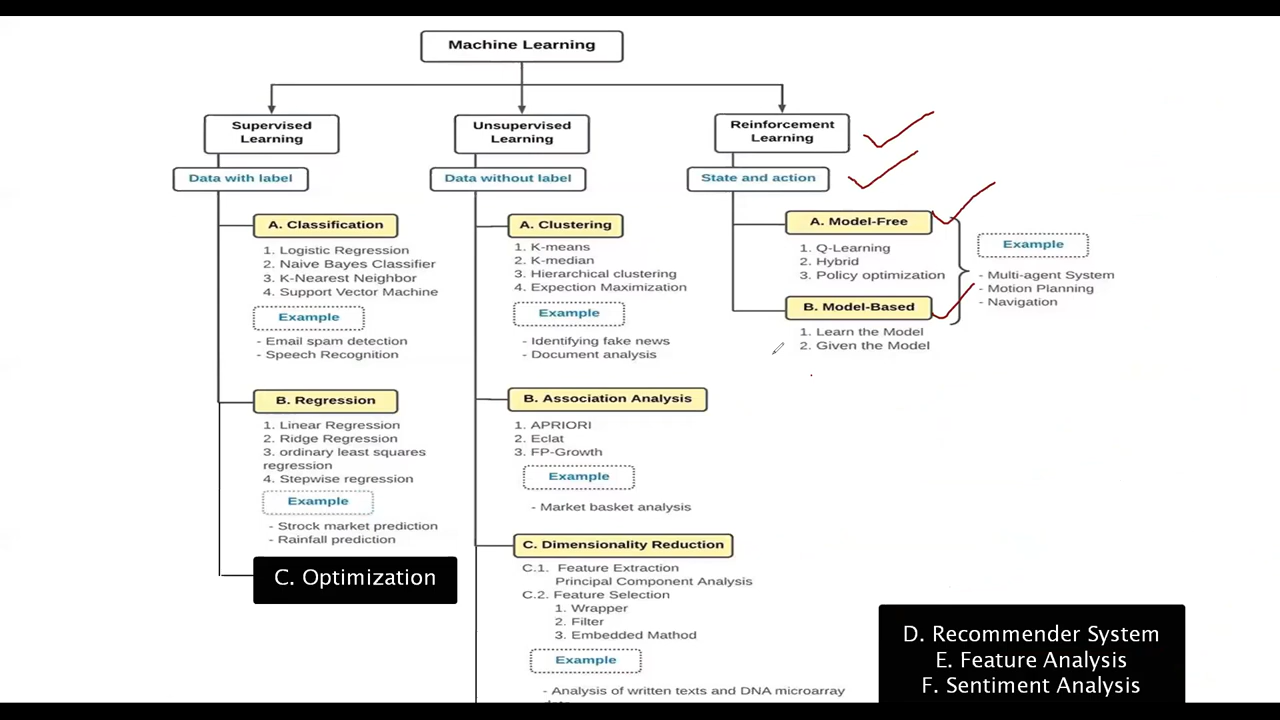 Machine Learning
Supervised
Learning
Data with label
A. Classification
1. Logistic Regression
2. Naive Bayes Classifier
3. K-Nearest Neighbor
4. Support Vector Machine
Example
- Email spam detection
- Speech Recognition
B. Regression
1. Linear Regression
2. Ridge Regression
3. ordinary least squares
regression
4. Stepwise regression
Example
- Strock market prediction
- Rainfall prediction
C. Optimization
Unsupervised
Learning
Data without label
A. Clustering
1. K-means
2. K-median
3. Hierarchical clustering
4. Expection Maximization
Example
- Identifying fake news
- Document analysis
B. Association Analysis
1. APRIORI
2. Eclat
3. FP-Growth
Example
- Market basket analysis
C. Dimensionality Reduction
C.1. Feature Extraction
Principal Component Analysis
C.2. Feature Selection
1. Wrapper
2. Filter
3. Embedded Mathod
Example
- Analysis of written texts and DNA microarray
Reinforcement
Learning
State and action
A. Model-Free
1. Q-Learning
2. Hybrid
3. Policy optimization
B. Model-Based
1. Learn the Model
2. Given the Model
Example
- Multi-agent System
- Motion Planning
- Navigation
D. Recommender System
E. Feature Analysis
F. Sentiment Analysis